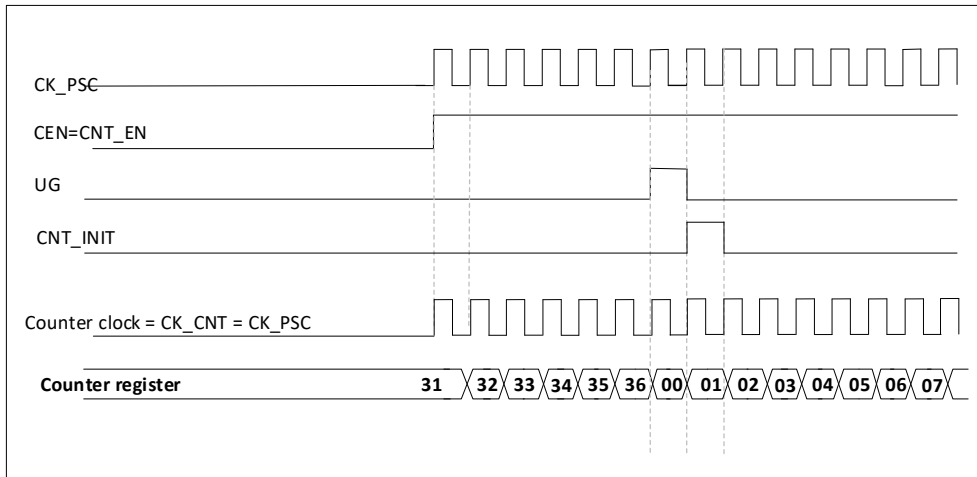 CK_PSC
CEN=CNT_EN
UG
CNT_INIT
Counter clock = CK_CNT = CK_PSC
Counter register 31 32 33 34 35 36 00 01 02 03 04 05 06 07